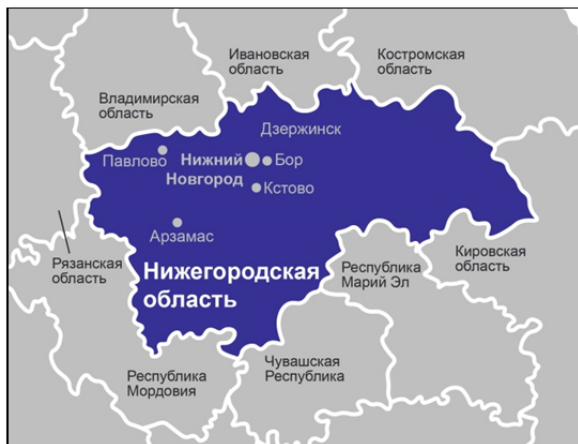 Ивановская
область
Костромская
область
Владимирская
область
Дзержинск
Павлово
Нижний
Новгород
Бор
Кстово
Арзамас
Рязанская
область
Нижегородская
область
Республика
Марий Эл
Кировская
область
Чувашская
Республика
Республика
Мордовия